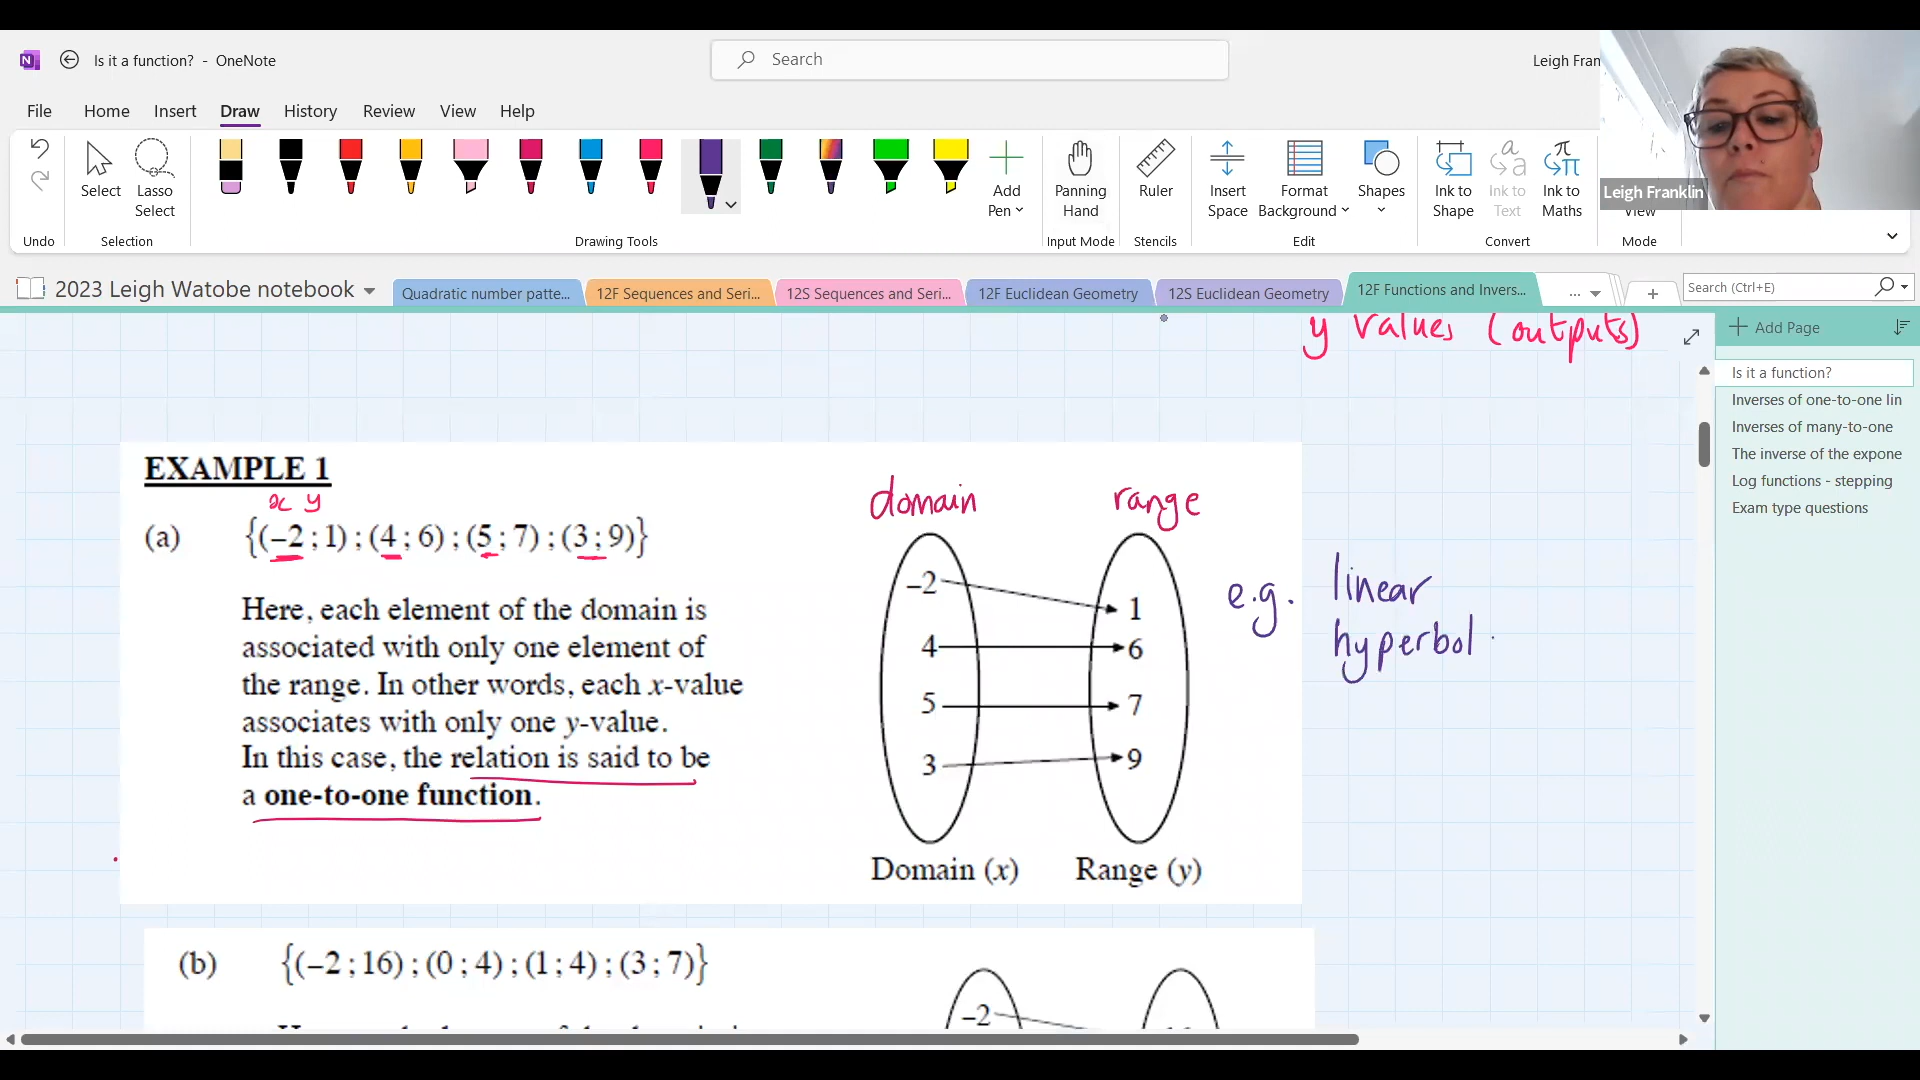 Is it a function? - OneNote
Search
Leigh Fran
File Home Insert Draw History Review View Help
Undo
Select
Lasso Select
Selection
Drawing Tools
Add Pen
Panning Hand
Input Mode
Ruler
Stencils
Insert Space
Format Background
Shapes
Edit
Ink to Shape
Ink to Text
Ink to Maths
Convert
View
Mode
Leigh Franklin
2023 Leigh Watobe notebook
Quadratic number patte...
12F Sequences and Seri...
12S Sequences and Seri...
12F Euclidean Geometry
12S Euclidean Geometry
12F Functions and Invers...
...
Search (Ctrl+E)
Add Page
Is it a function?
Inverses of one-to-one lin
Inverses of many-to-one
The inverse of the expone
Log functions - stepping
Exam type questions
y values (outputs)
EXAMPLE 1
x y
(a) {(−2 ; 1) ; (4 ; 6) ; (5 ; 7) ; (3 ; 9)}
Here, each element of the domain is
associated with only one element of
the range. In other words, each x-value
associates with only one y-value.
In this case, the relation is said to be
a one-to-one function.
domain range
−2 1
4 6
5 7
3 9
Domain (x) Range (y)
e.g. linear
hyperbol
(b) {(−2 ; 16) ; (0 ; 4) ; (1 ; 4) ; (3 ; 7)}
−2